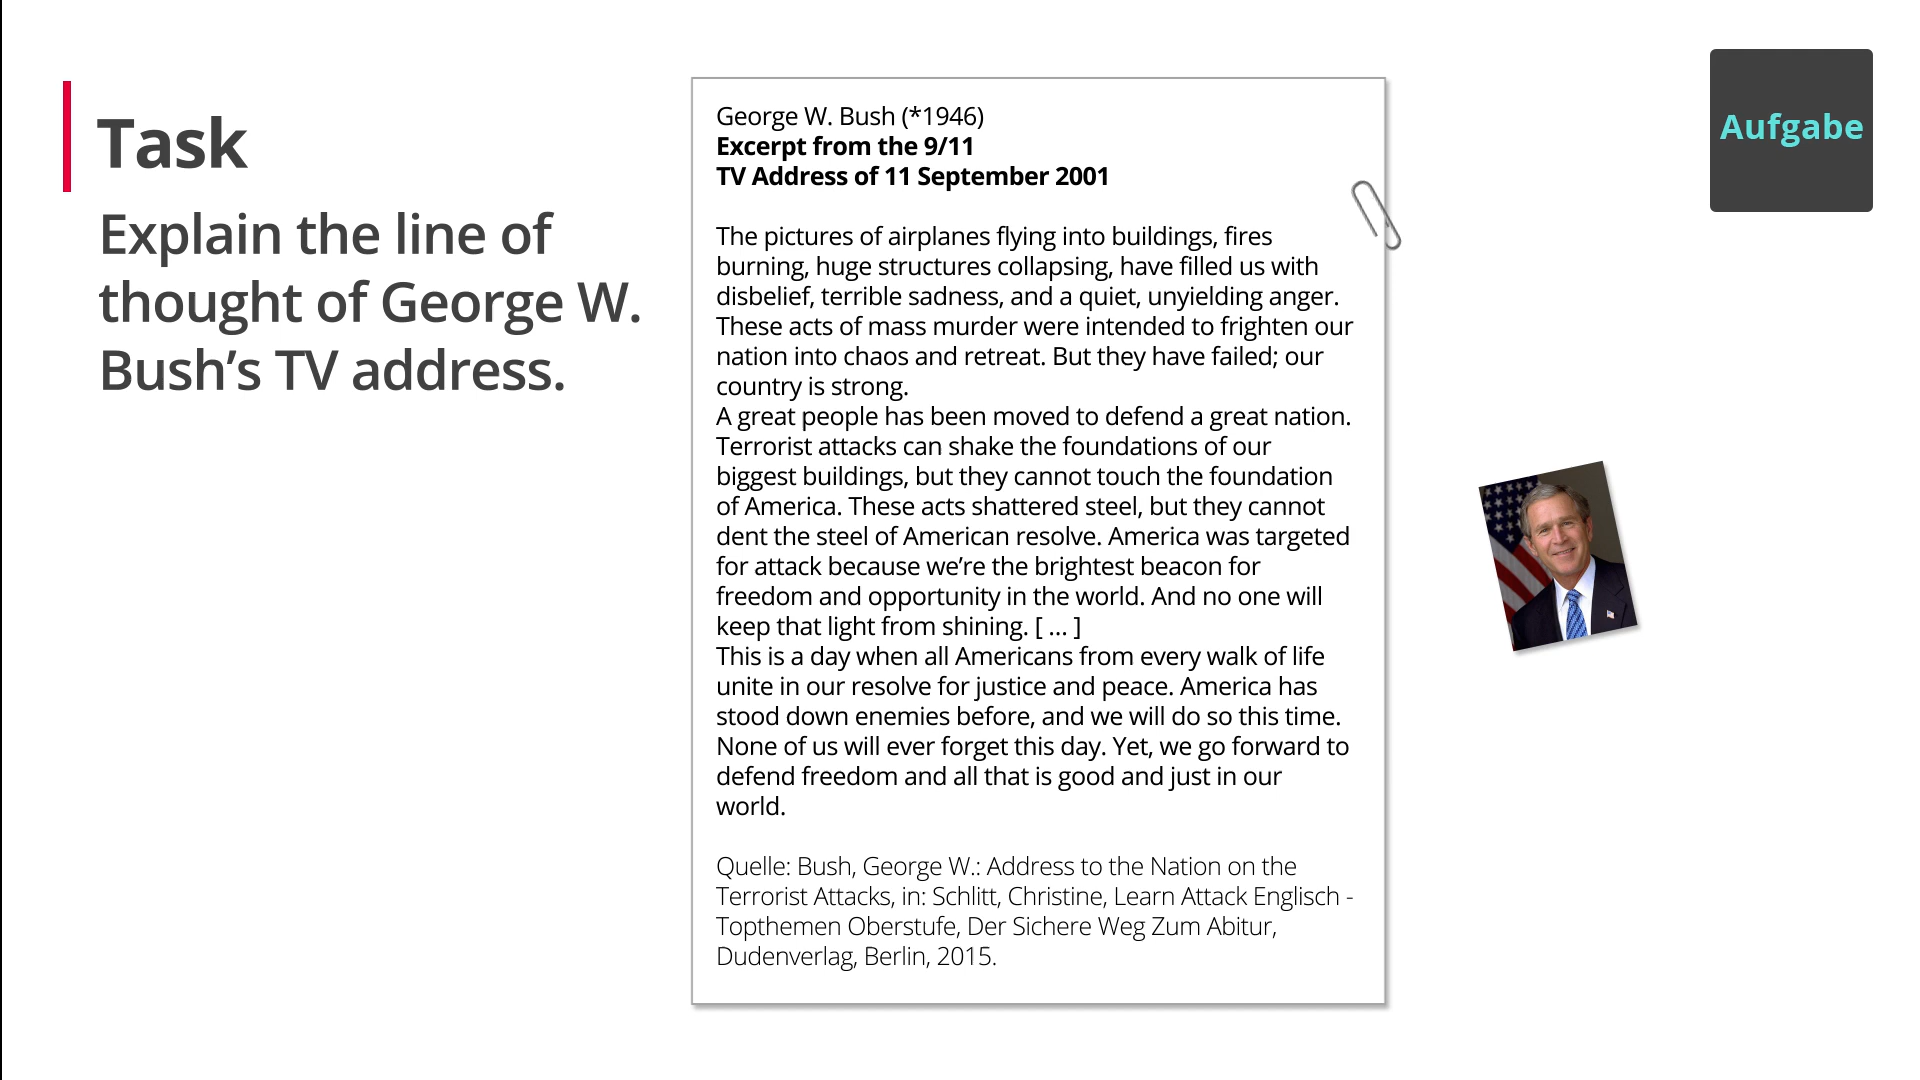 Task
Explain the line of
thought of George W.
Bush’s TV address.
George W. Bush (*1946)
Excerpt from the 9/11
TV Address of 11 September 2001
The pictures of airplanes flying into buildings, fires
burning, huge structures collapsing, have filled us with
disbelief, terrible sadness, and a quiet, unyielding anger.
These acts of mass murder were intended to frighten our
nation into chaos and retreat. But they have failed; our
country is strong.
A great people has been moved to defend a great nation.
Terrorist attacks can shake the foundations of our
biggest buildings, but they cannot touch the foundation
of America. These acts shattered steel, but they cannot
dent the steel of American resolve. America was targeted
for attack because we’re the brightest beacon for
freedom and opportunity in the world. And no one will
keep that light from shining. [ ... ]
This is a day when all Americans from every walk of life
unite in our resolve for justice and peace. America has
stood down enemies before, and we will do so this time.
None of us will ever forget this day. Yet, we go forward to
defend freedom and all that is good and just in our
world.
Quelle: Bush, George W.: Address to the Nation on the
Terrorist Attacks, in: Schlitt, Christine, Learn Attack Englisch -
Topthemen Oberstufe, Der Sichere Weg Zum Abitur,
Dudenverlag, Berlin, 2015.
Aufgabe